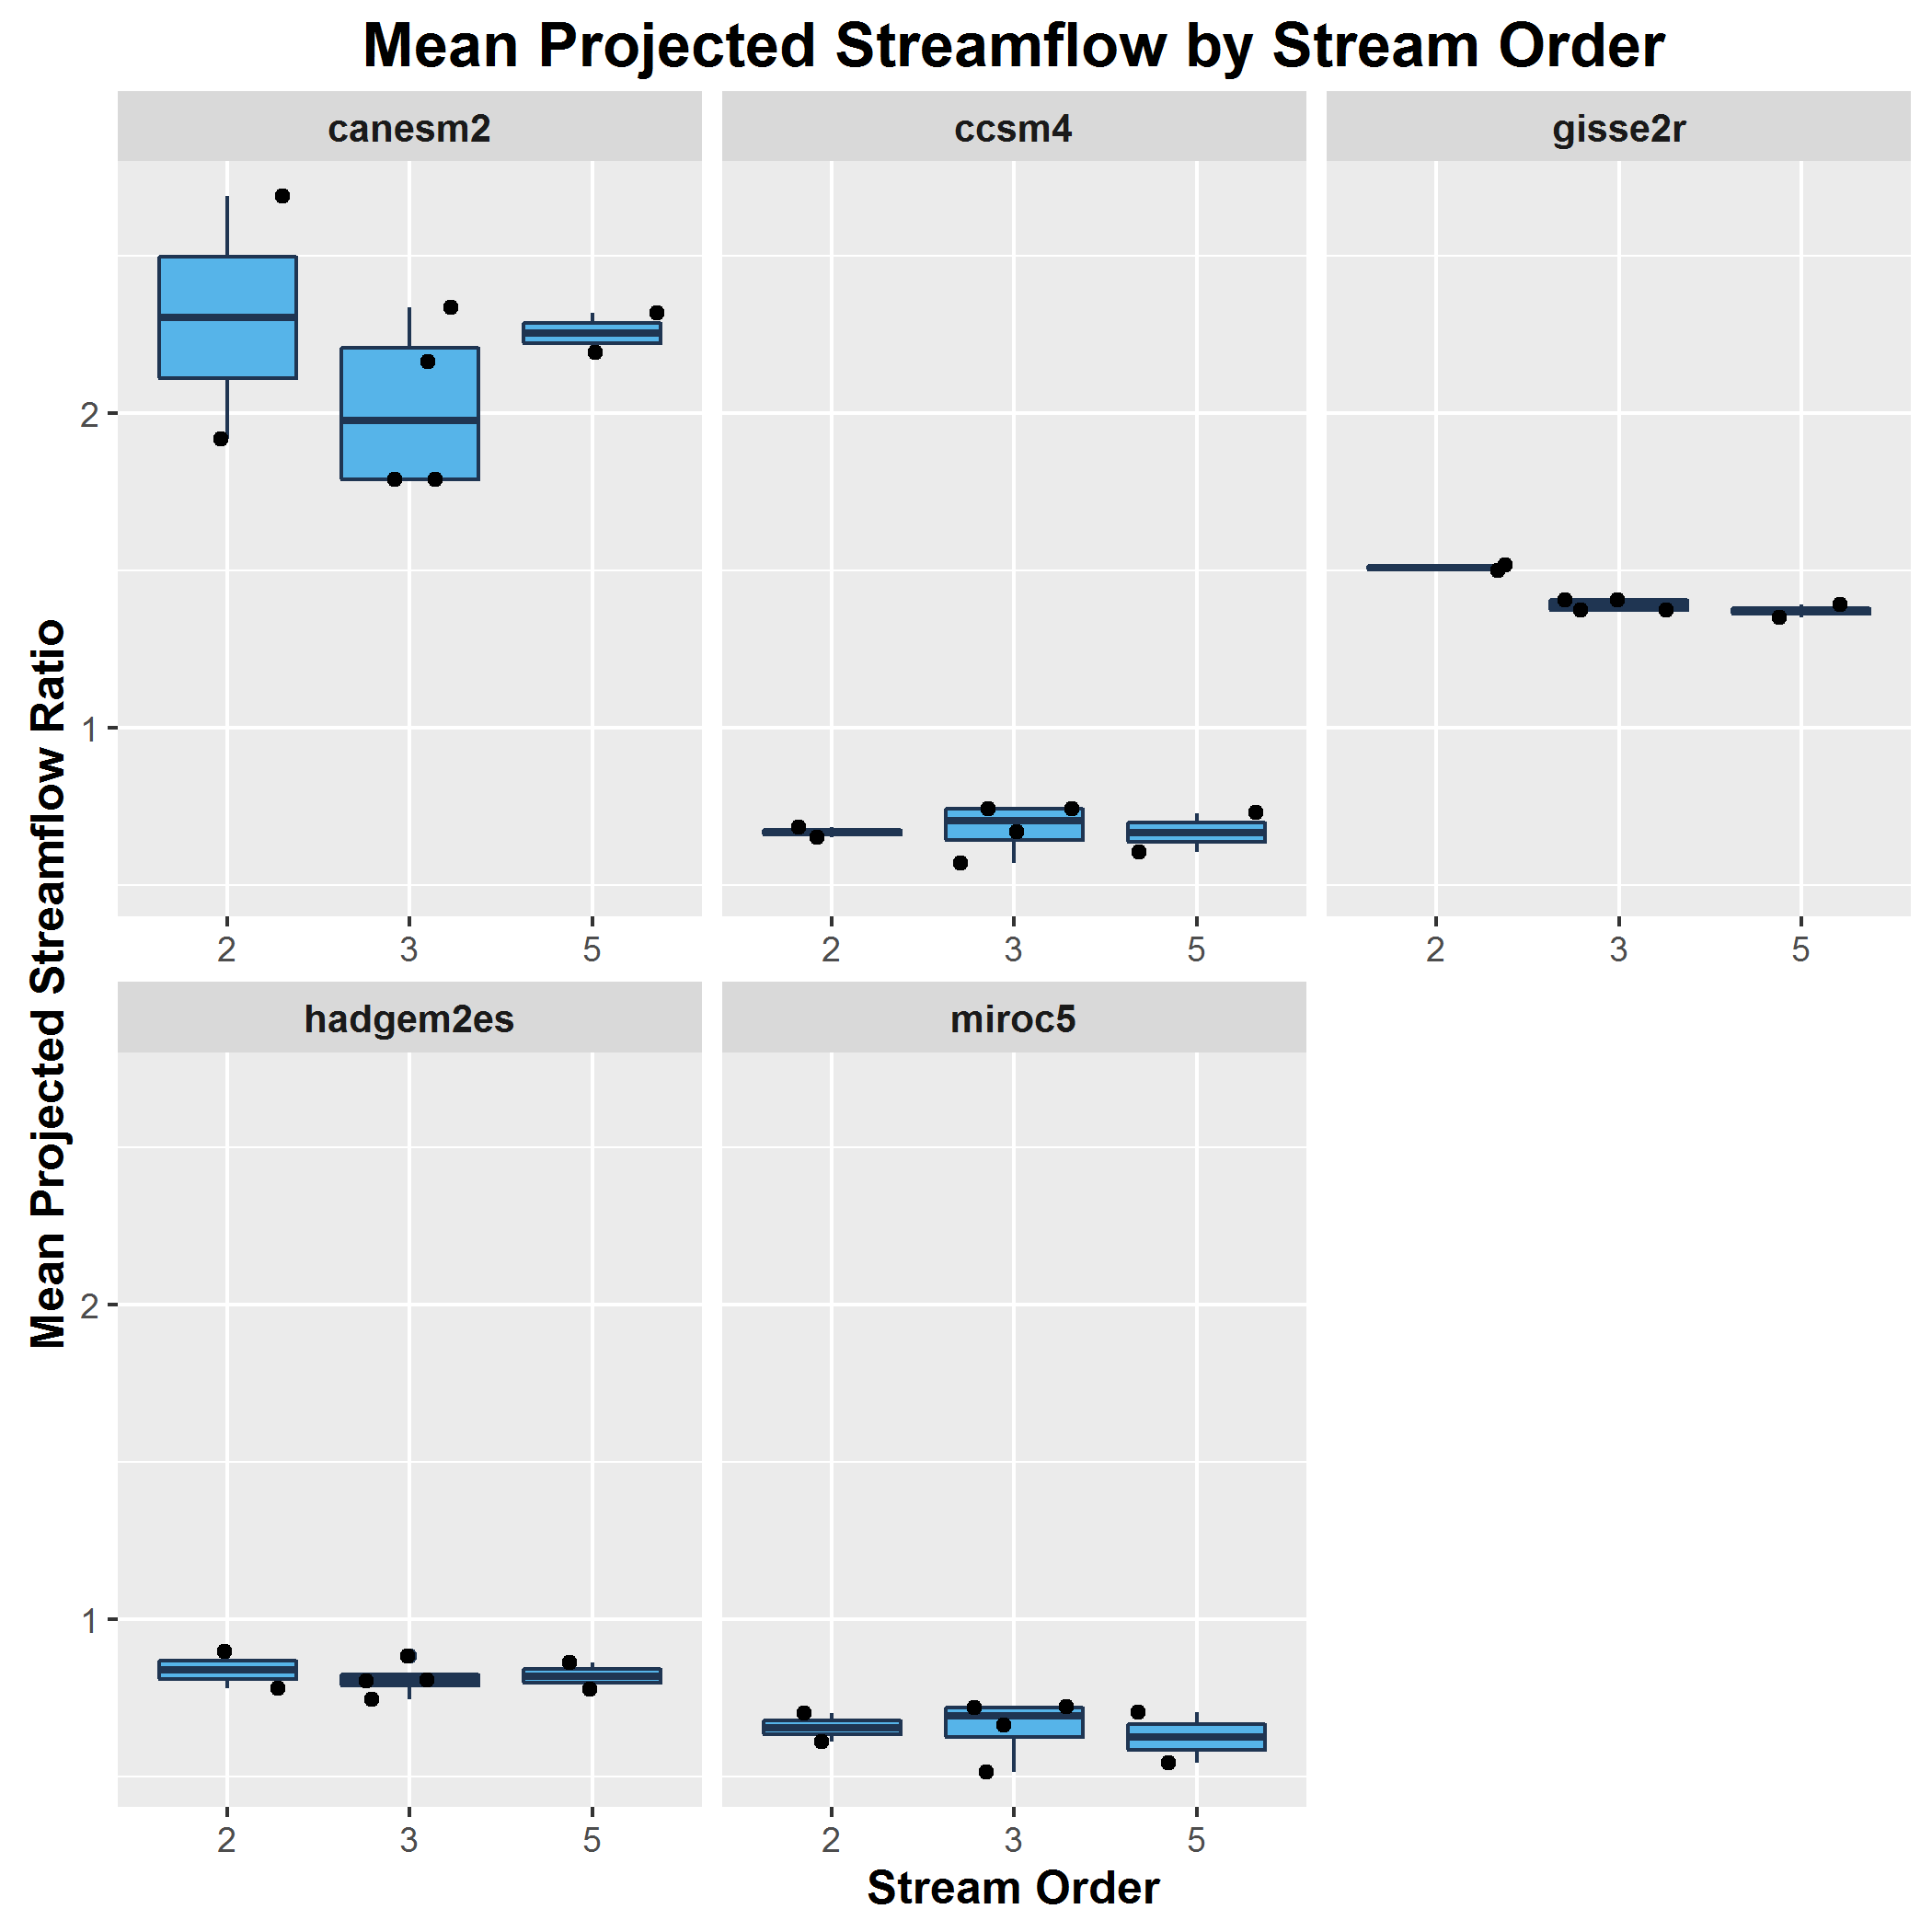 Mean Projected Streamflow by Stream Order
canesm2
ccsm4
gisse2r
2
1
2 3 5
2 3 5
2 3 5
Mean Projected Streamflow Ratio
hadgem2es
miroc5
2
1
2 3 5
2 3 5
Stream Order